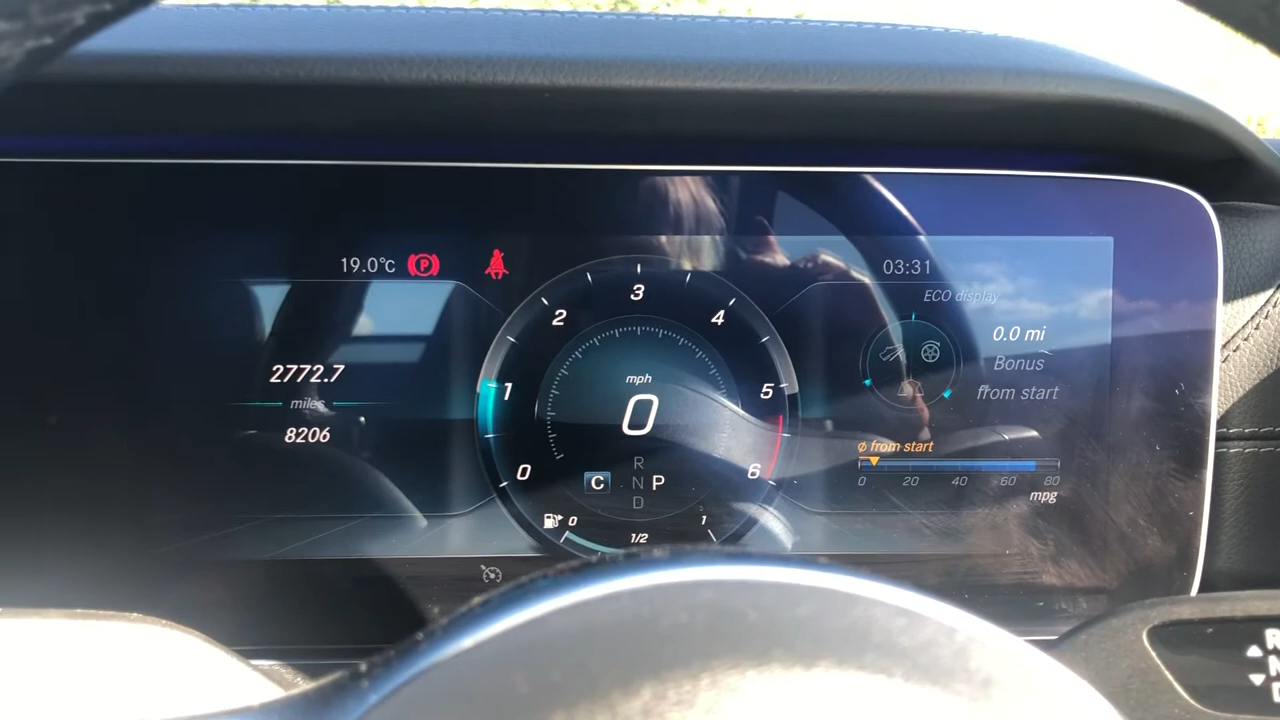 19.0°C
P
03:31
ECO display
0.0 mi
Bonus
from start
2772.7
miles
8206
0
1
2
3
4
5
6
mph
0
R
N
D
C
P
0
1/2
1
ø from start
0 20 40 60 80
mpg
R
N
D